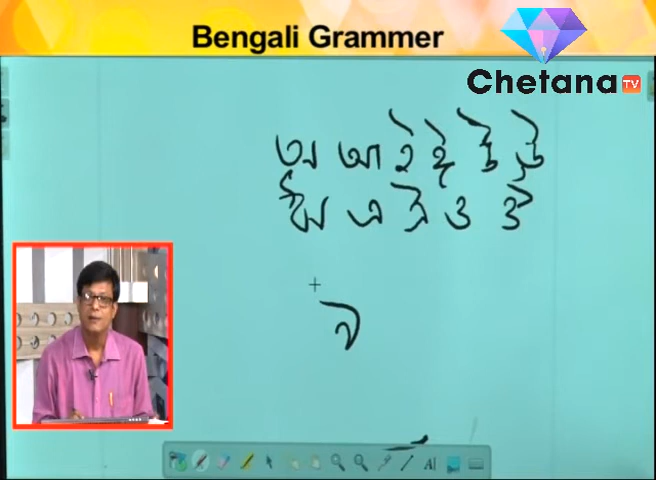 Bengali Grammer
Chetana TV
অ আ ই ঈ উ ঊ
ঋ এ ঐ ও ঔ